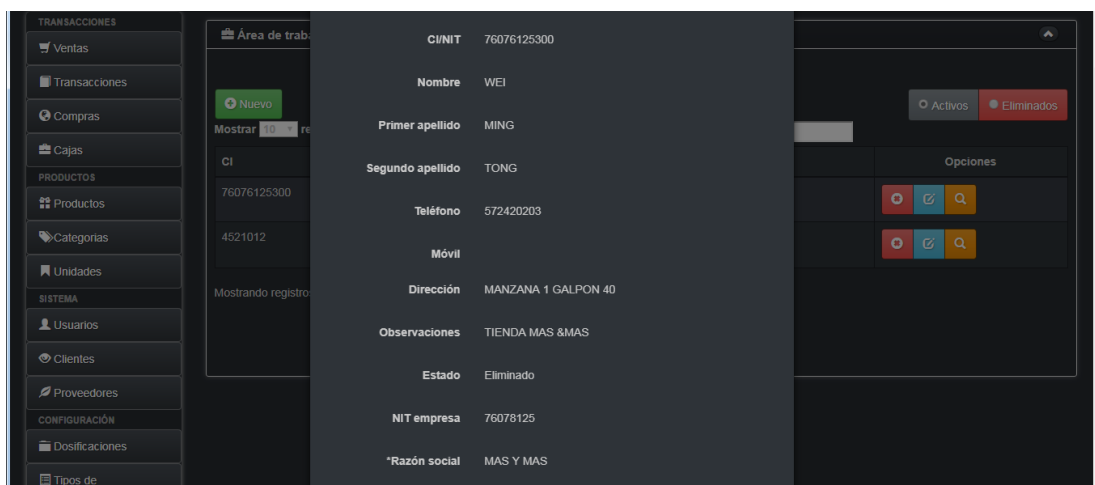 TRANSACCIONES
Ventas
Transacciones
Compras
Cajas
PRODUCTOS
Productos
Categorias
Unidades
SISTEMA
Usuarios
Clientes
Proveedores
CONFIGURACIÓN
Dosificaciones
Tipos de
Área de
Nuevo
Activos
Eliminados
Mostrar 10
CI
Opciones
76076125300
4521012
Mostrando
CI/NIT 76076125300
Nombre WEI
Primer apellido MING
Segundo apellido TONG
Teléfono 572420203
Móvil
Dirección MANZANA 1 GALPON 40
Observaciones TIENDA MAS &MAS
Estado Eliminado
NIT empresa 76078125
*Razón social MAS Y MAS